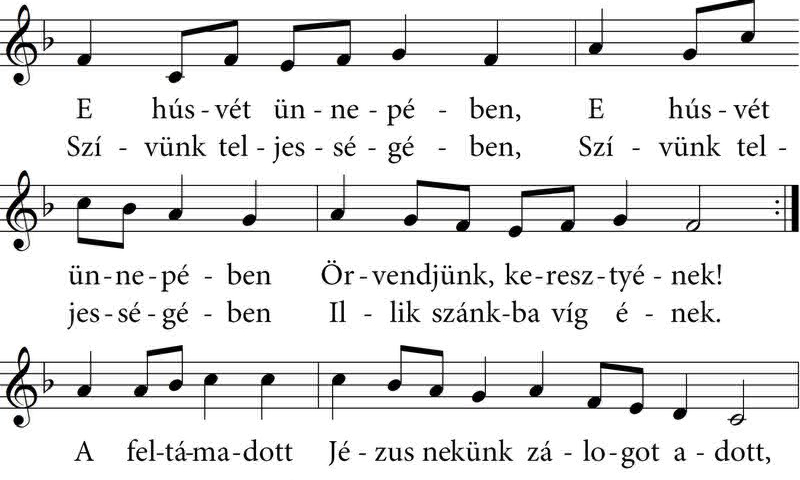 E hús - vét ün - ne - pé - ben, E hús - vét
Szí - vünk tel - jes - sé - gé - ben, Szí - vünk tel -
ün - ne - pé - ben Ör - vendjünk, ke - resz - tyé - nek!
jes - sé - gé - ben Il - lik szánk - ba víg é - nek.
A fel - tá - ma - dott Jé - zus nekünk zá - lo - got a - dott,